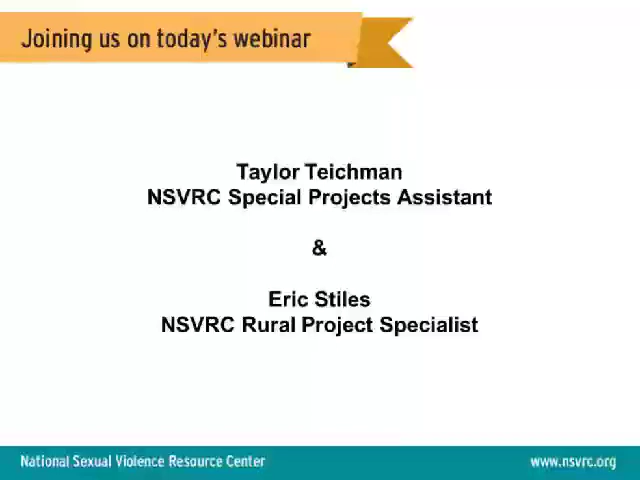 Joining us on today's webinar
Taylor Teichman
NSVRC Special Projects Assistant
&
Eric Stiles
NSVRC Rural Project Specialist
National Sexual Violence Resource Center
www.nsvrc.org